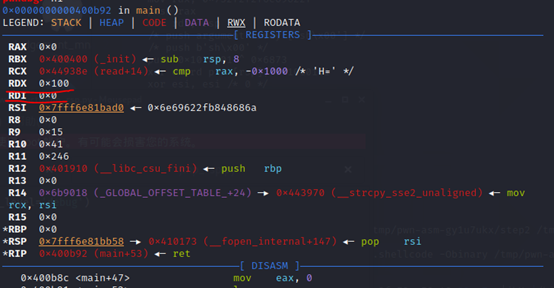 0×0000000000400b92 in main ()
LEGEND: STACK | HEAP | CODE | DATA | RWX | RODATA
[ REGISTERS ]
RAX 0×0
RBX 0×400400 (_init) ◂— sub rsp, 8
RCX 0×44938e (read+14) ◂— cmp rax, -0×1000 /* 'H=' */
RDX 0×100
RDI 0×0
RSI 0×7fff6e81bad0 ◂— 0×6e69622fb848686a
R8 0×0
R9 0×15
R10 0×41
R11 0×246
R12 0×401910 (__libc_csu_fini) ◂— push rbp
R13 0×0
R14 0×6b9018 (_GLOBAL_OFFSET_TABLE_+24) —▸ 0×443970 (__strcpy_sse2_unaligned) ◂— mov
rcx, rsi
R15 0×0
*RBP 0×0
*RSP 0×7fff6e81bb58 —▸ 0×410173 (__fopen_internal+147) ◂— pop rsi
*RIP 0×400b92 (main+53) ◂— ret
[ DISASM ]
0×400b8c <main+47> mov eax, 0